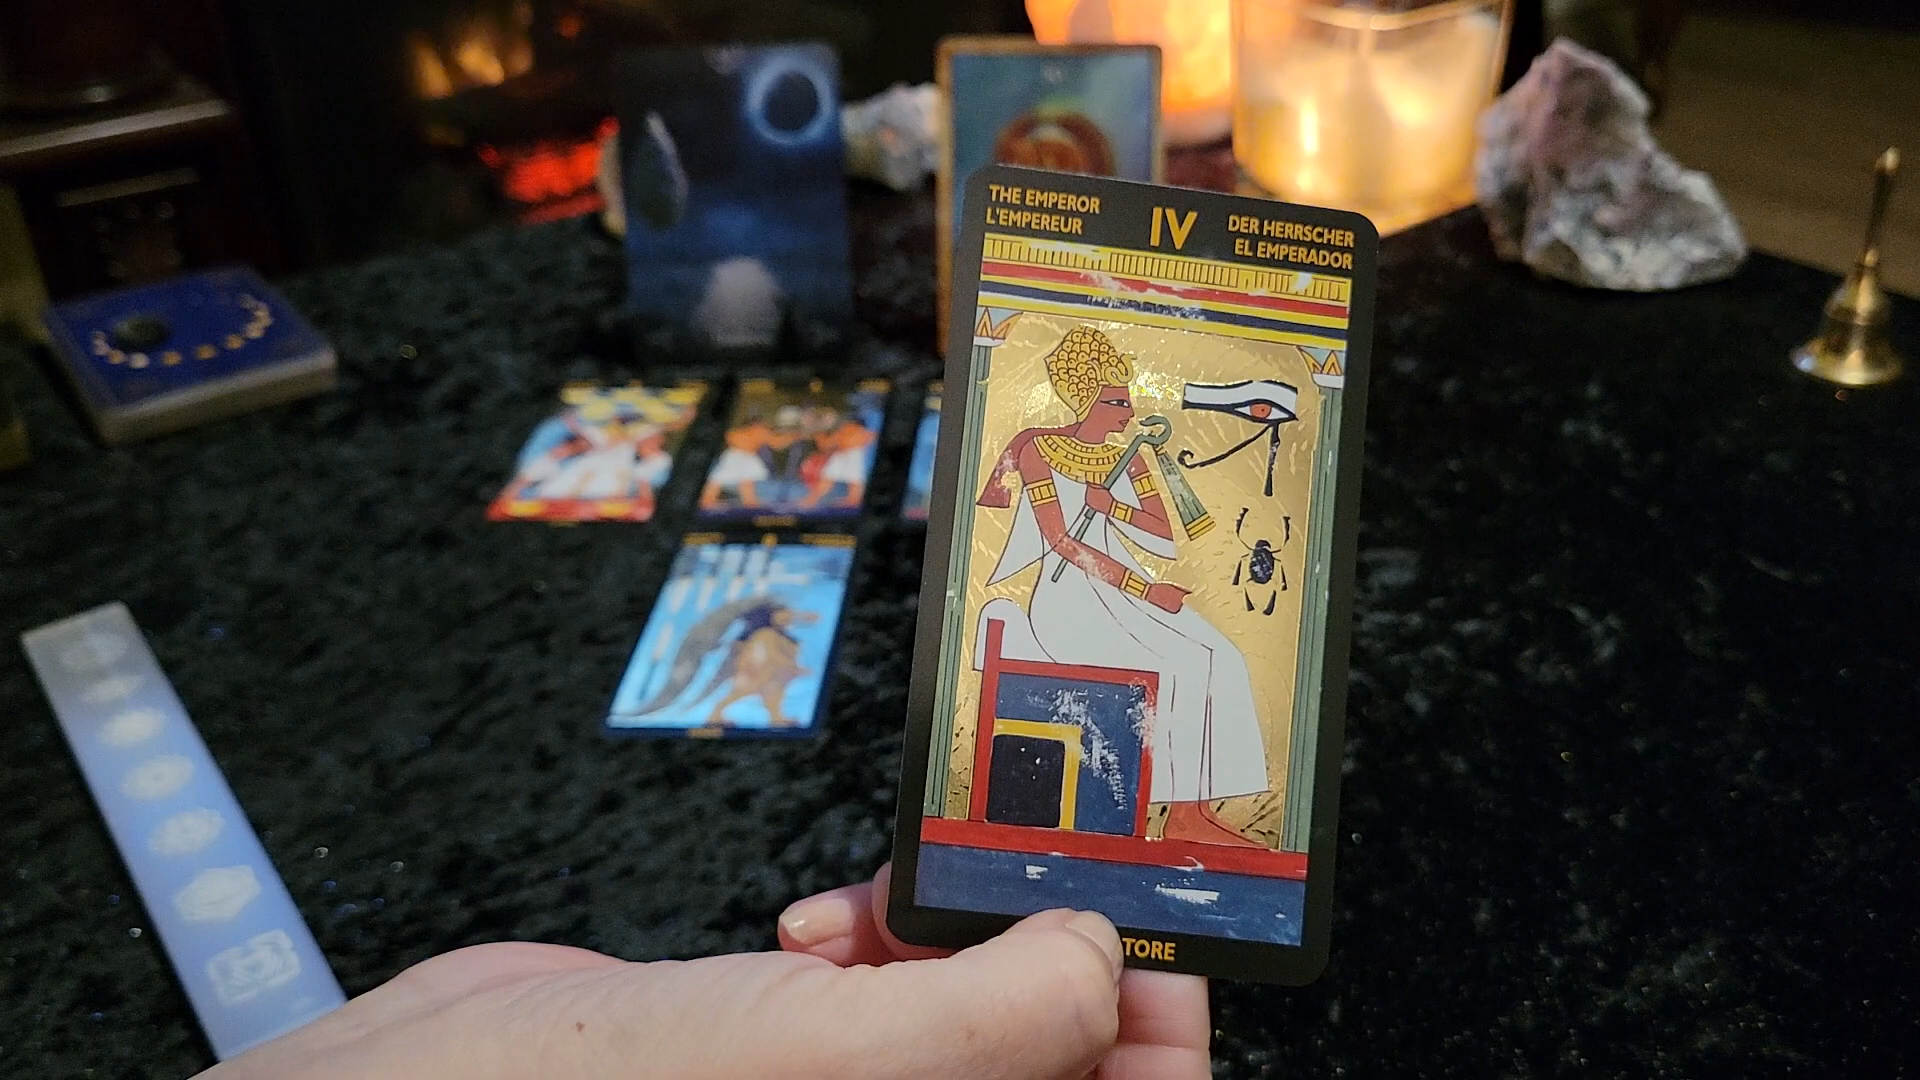 THE EMPEROR
L'EMPEREUR
IV
DER HERRSCHER
EL EMPERADOR
TORE